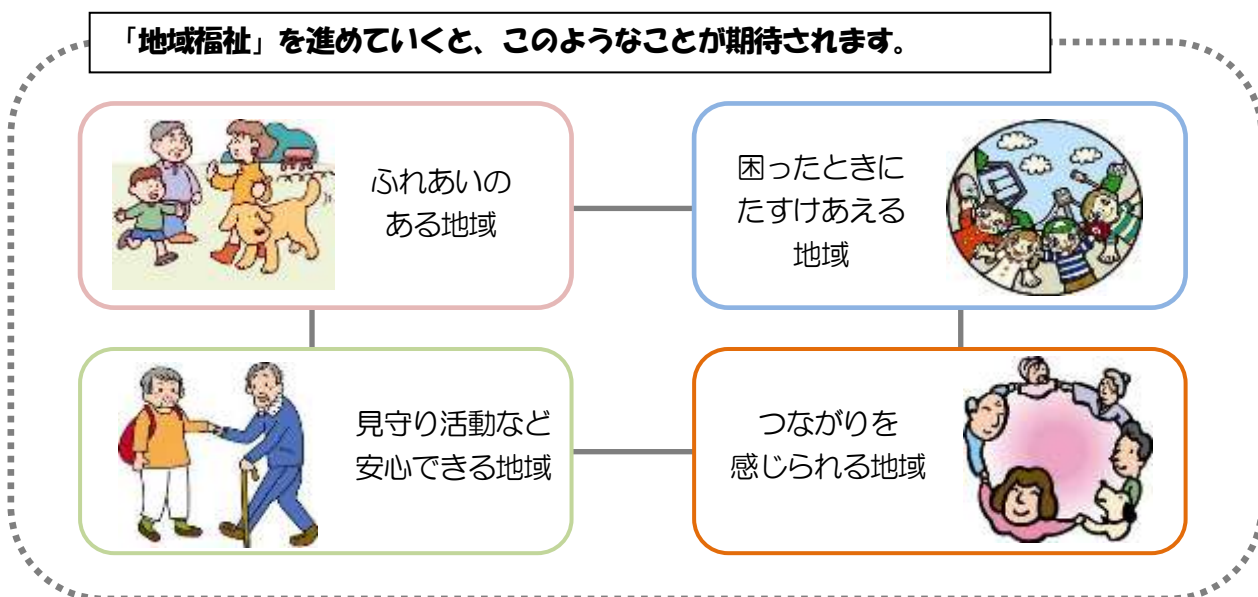 「地域福祉」を進めていくと、このようなことが期待されます。
ふれあいの
ある地域
困ったときに
たすけあえる
地域
見守り活動など
安心できる地域
つながりを
感じられる地域